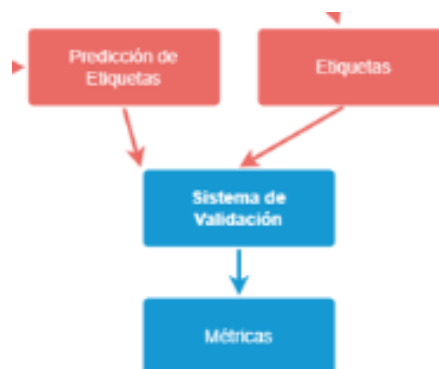 Predicción de
Etiquetas
Etiquetas
Sistema de
Validación
Métricas